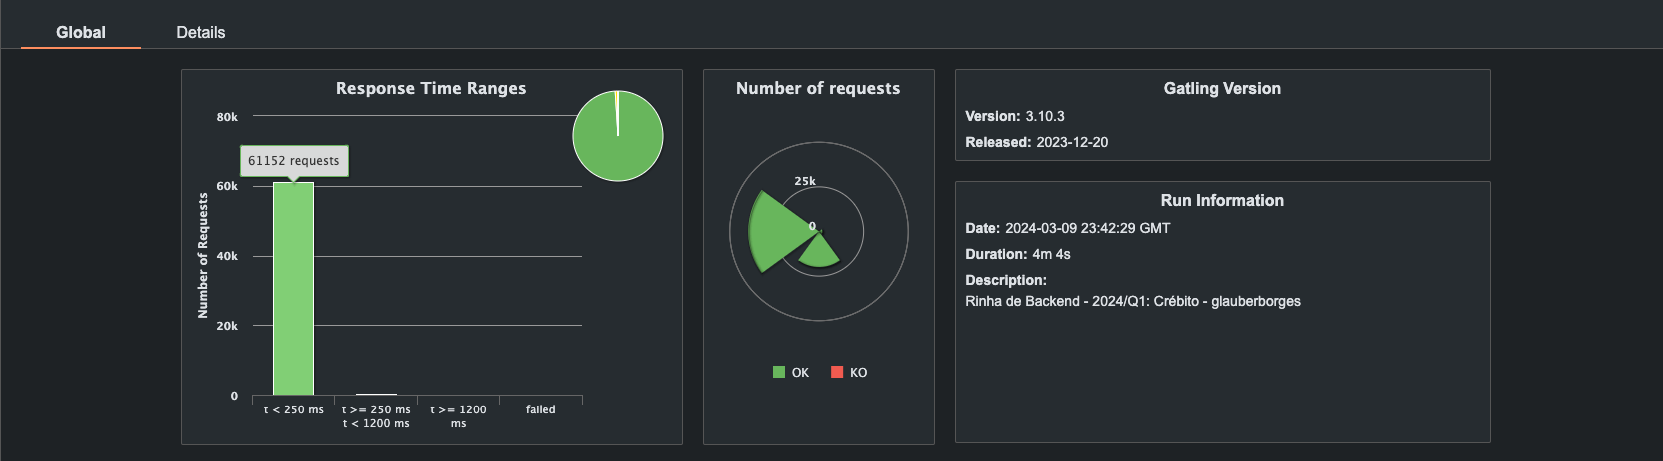 Global
Details
Response Time Ranges
80k
61152 requests
60k
40k
20k
0
Number of Requests
t < 250 ms
t >= 250 ms
t < 1200 ms
t >= 1200
ms
failed
Number of requests
25k
0
OK
KO
Gatling Version
Version: 3.10.3
Released: 2023-12-20
Run Information
Date: 2024-03-09 23:42:29 GMT
Duration: 4m 4s
Description:
Rinha de Backend - 2024/Q1: Crébito - glauberborges